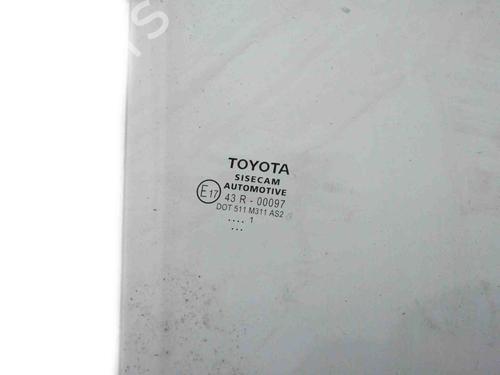 TOYOTA
SISECAM
AUTOMOTIVE
E17 43 R - 00097
DOT 511 M311 AS2
.... 1
...